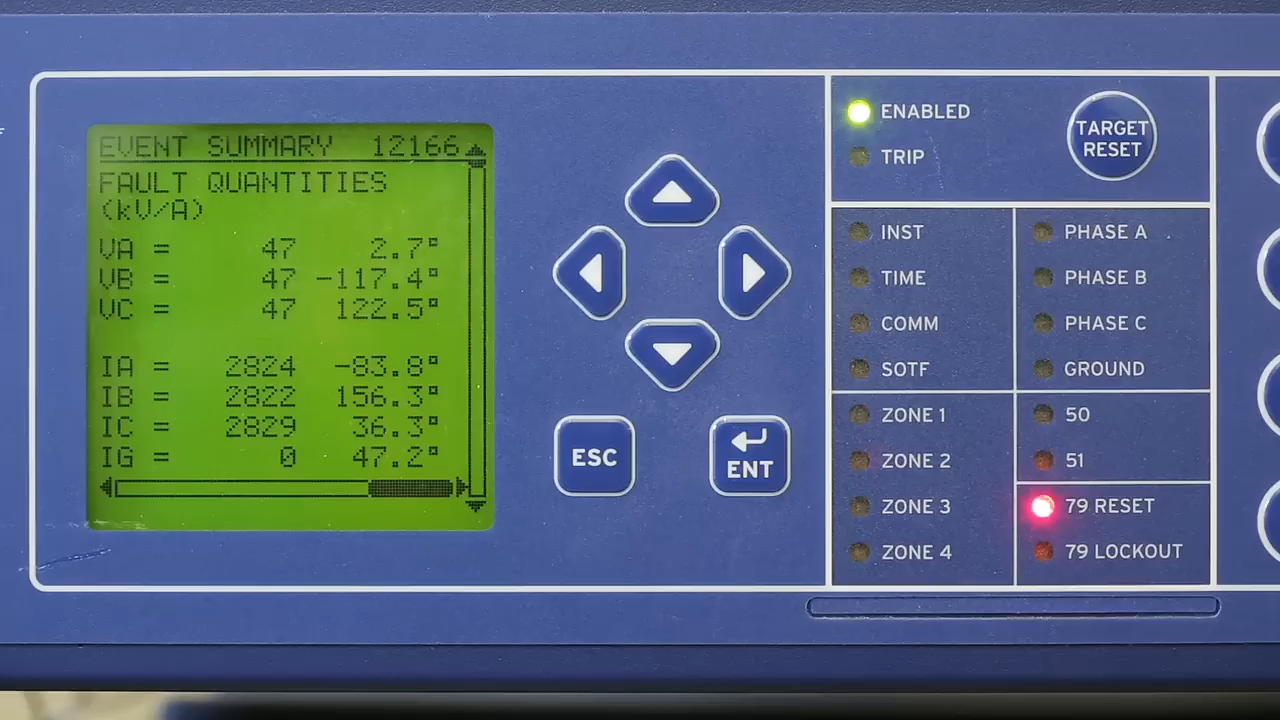 EVENT SUMMARY 12166
FAULT QUANTITIES
(kV/A)
VA = 47 2.7°
VB = 47 -117.4°
VC = 47 122.5°
IA = 2824 -83.8°
IB = 2822 156.3°
IC = 2829 36.3°
IG = 0 47.2°
ESC
ENT
ENABLED
TRIP
TARGET
RESET
INST
TIME
COMM
SOTF
PHASE A
PHASE B
PHASE C
GROUND
ZONE 1
ZONE 2
ZONE 3
ZONE 4
50
51
79 RESET
79 LOCKOUT